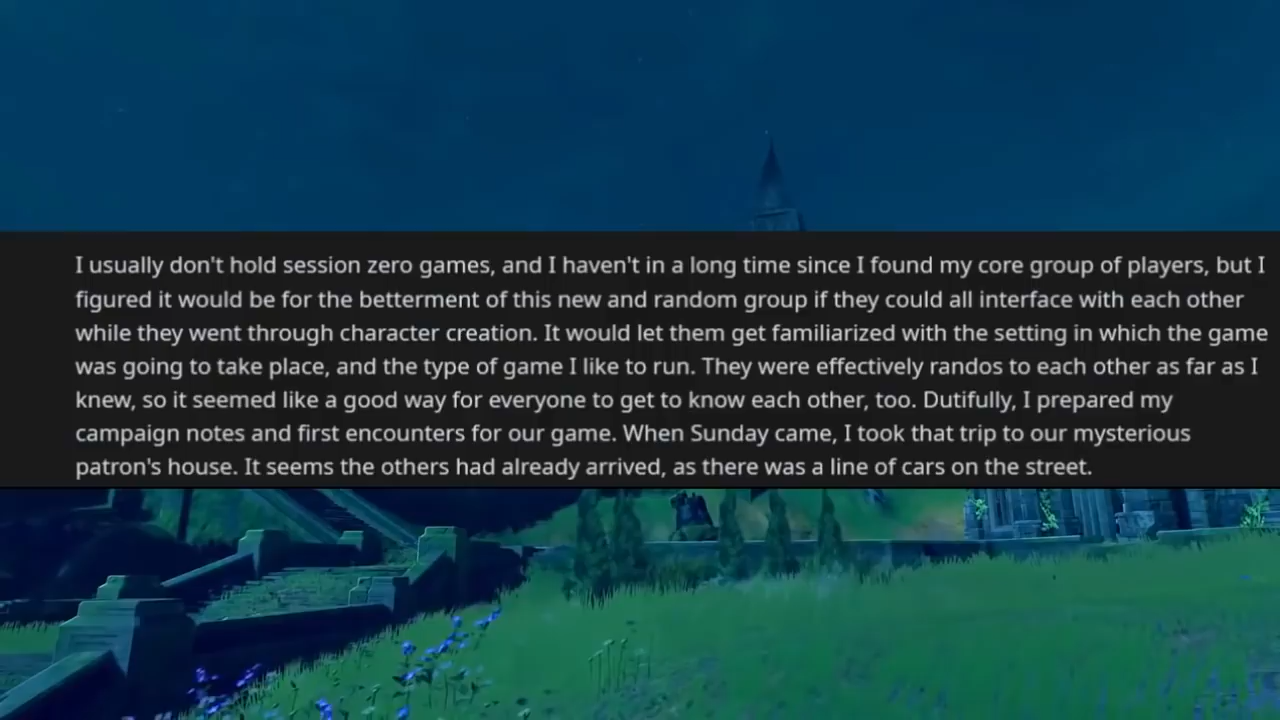 I usually don't hold session zero games, and I haven't in a long time since I found my core group of players, but I
figured it would be for the betterment of this new and random group if they could all interface with each other
while they went through character creation. It would let them get familiarized with the setting in which the game
was going to take place, and the type of game I like to run. They were effectively randos to each other as far as I
knew, so it seemed like a good way for everyone to get to know each other, too. Dutifully, I prepared my
campaign notes and first encounters for our game. When Sunday came, I took that trip to our mysterious
patron's house. It seems the others had already arrived, as there was a line of cars on the street.